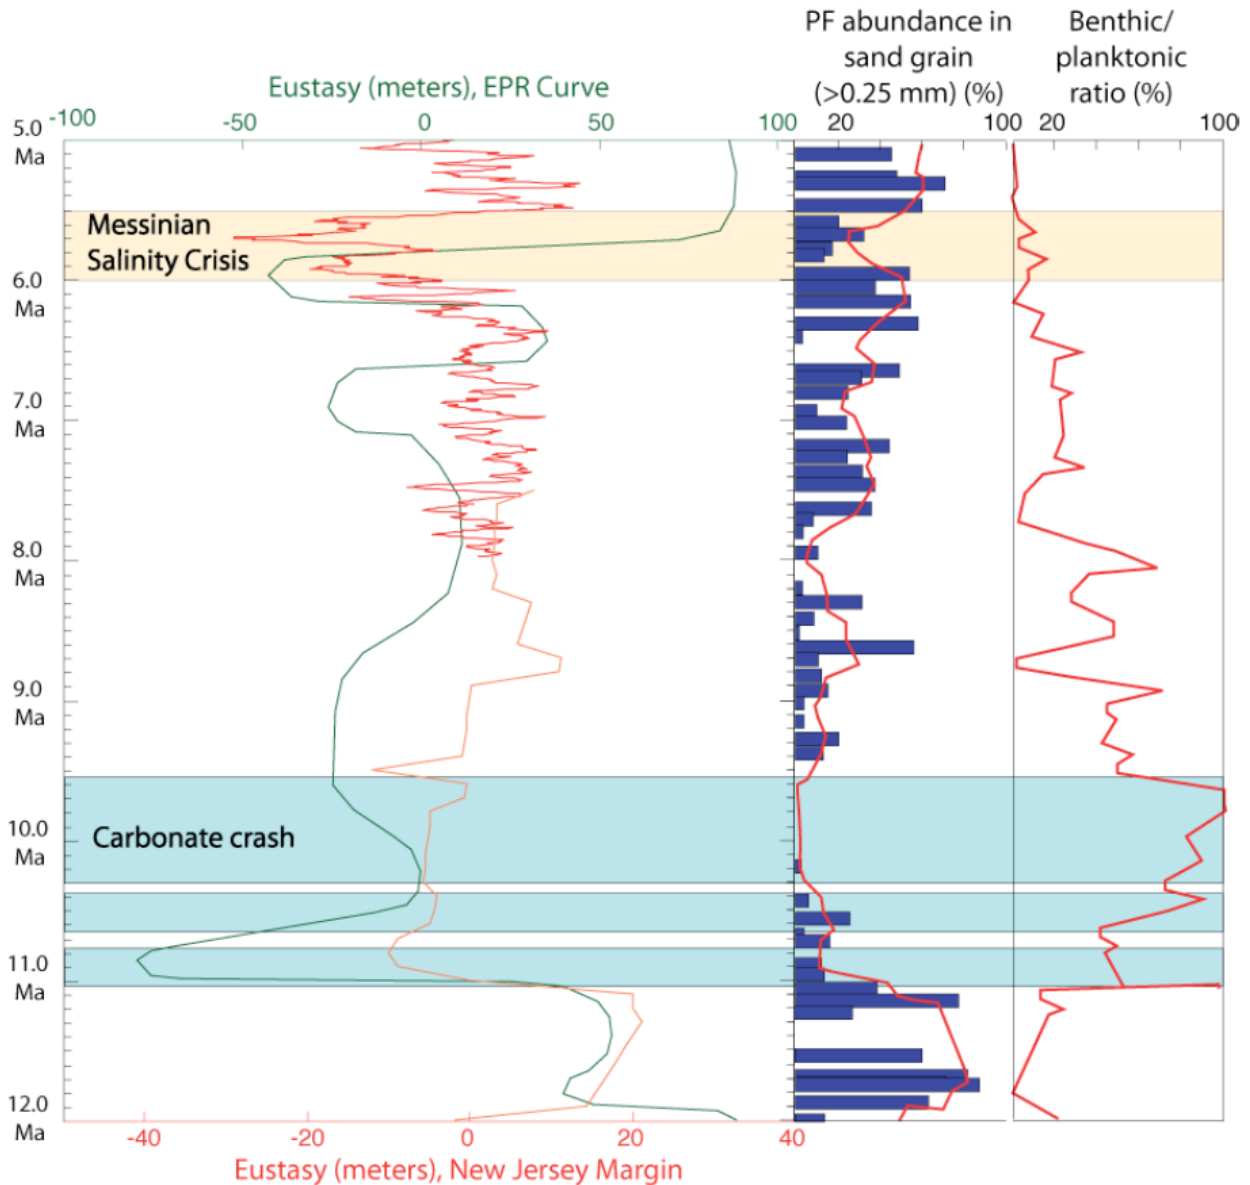 PF abundance in
sand grain
(>0.25 mm) (%)
Benthic/
planktonic
ratio (%)
Eustasy (meters), EPR Curve
-100
-50
0
50
100
20
100
0
20
100
5.0
Ma
Messinian
Salinity Crisis
6.0
Ma
7.0
Ma
8.0
Ma
9.0
Ma
10.0
Ma
Carbonate crash
11.0
Ma
12.0
Ma
-40
-20
0
20
40
Eustasy (meters), New Jersey Margin